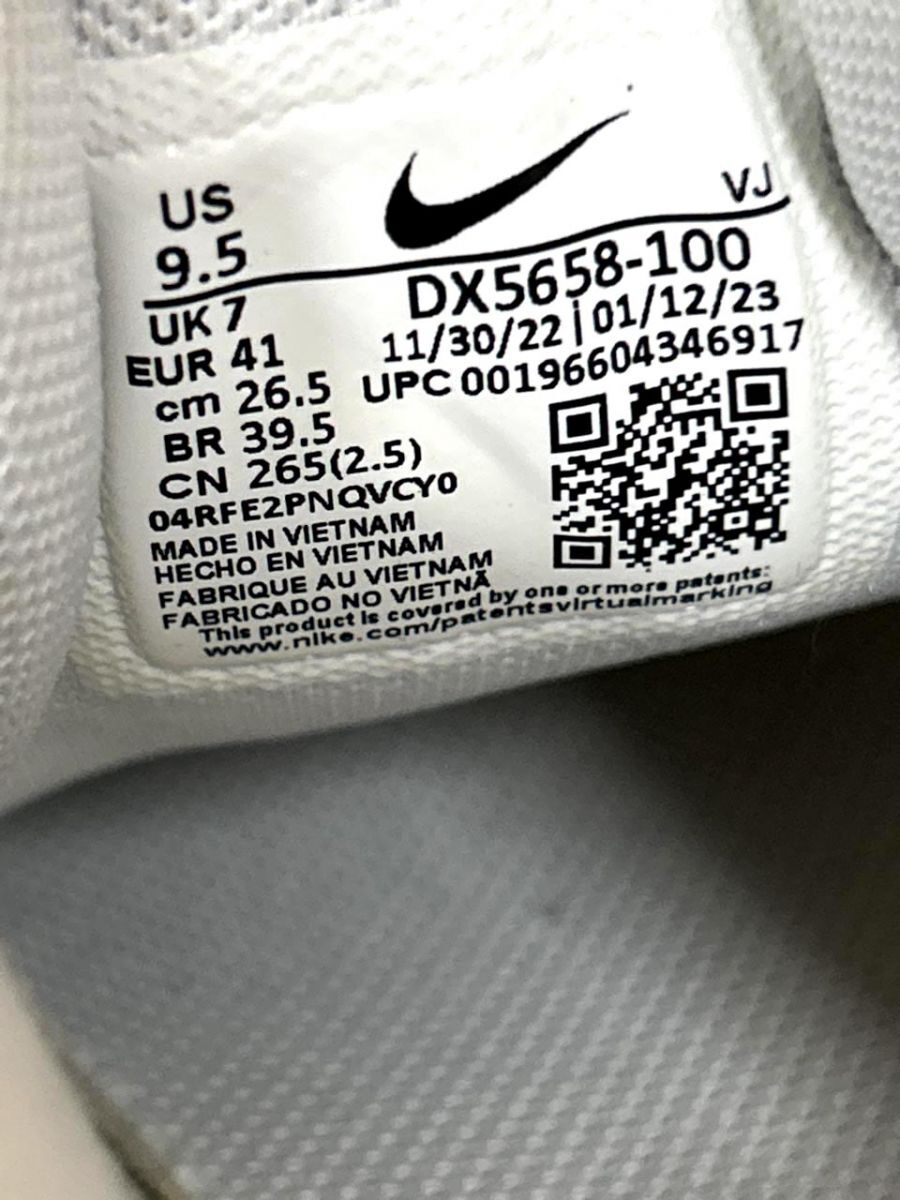 US
9.5
VJ
UK 7
EUR 41
cm 26.5
BR 39.5
CN 265(2.5)
DX5658-100
11/30/22 | 01/12/23
UPC 00196604346917
04RFE2PNQVCY0
MADE IN VIETNAM
HECHO EN VIETNAM
FABRIQUE AU VIETNAM
FABRICADO NO VIETNÃ
This product is covered by one or more patents:
www.nike.com/patentsvirtualmarking